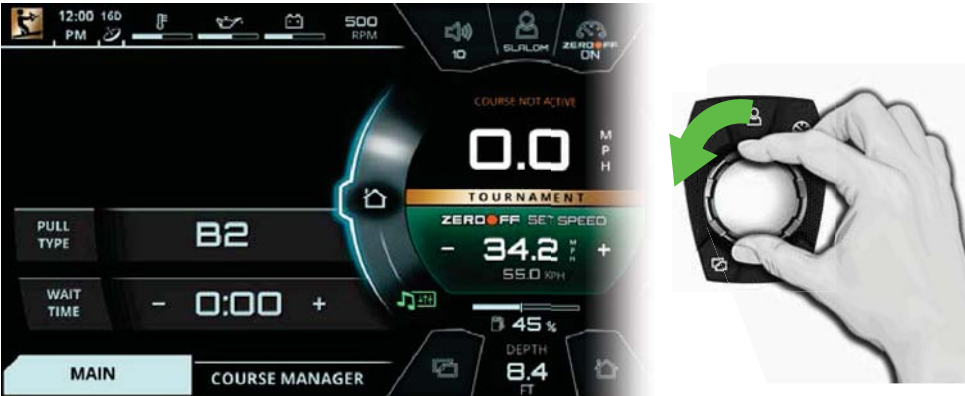 12:00 PM
16D
500 RPM
10
SLALOM
ZERO OFF
ON
COURSE NOT ACTIVE
0.0 MPH
TOURNAMENT
ZERO OFF SET SPEED
- 34.2 MPH +
55.0 KPH
PULL TYPE
B2
WAIT TIME
- 0:00 +
45 %
DEPTH
8.4
FT
MAIN
COURSE MANAGER